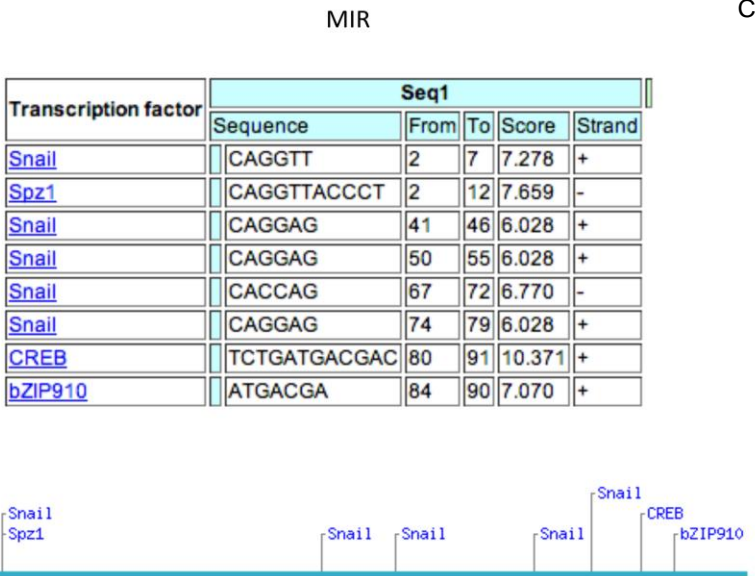 MIR
C
Transcription factor Seq1
Sequence From To Score Strand
Snail CAGGTT 2 7 7.278 +
Spz1 CAGGTTACCCT 2 12 7.659 -
Snail CAGGAG 41 46 6.028 +
Snail CAGGAG 50 55 6.028 +
Snail CACCAG 67 72 6.770 -
Snail CAGGAG 74 79 6.028 +
CREB TCTGATGACGAC 80 91 10.371 +
bZIP910 ATGACGA 84 90 7.070 +
Snail
Snail CREB
Spz1 Snail Snail Snail bZIP910